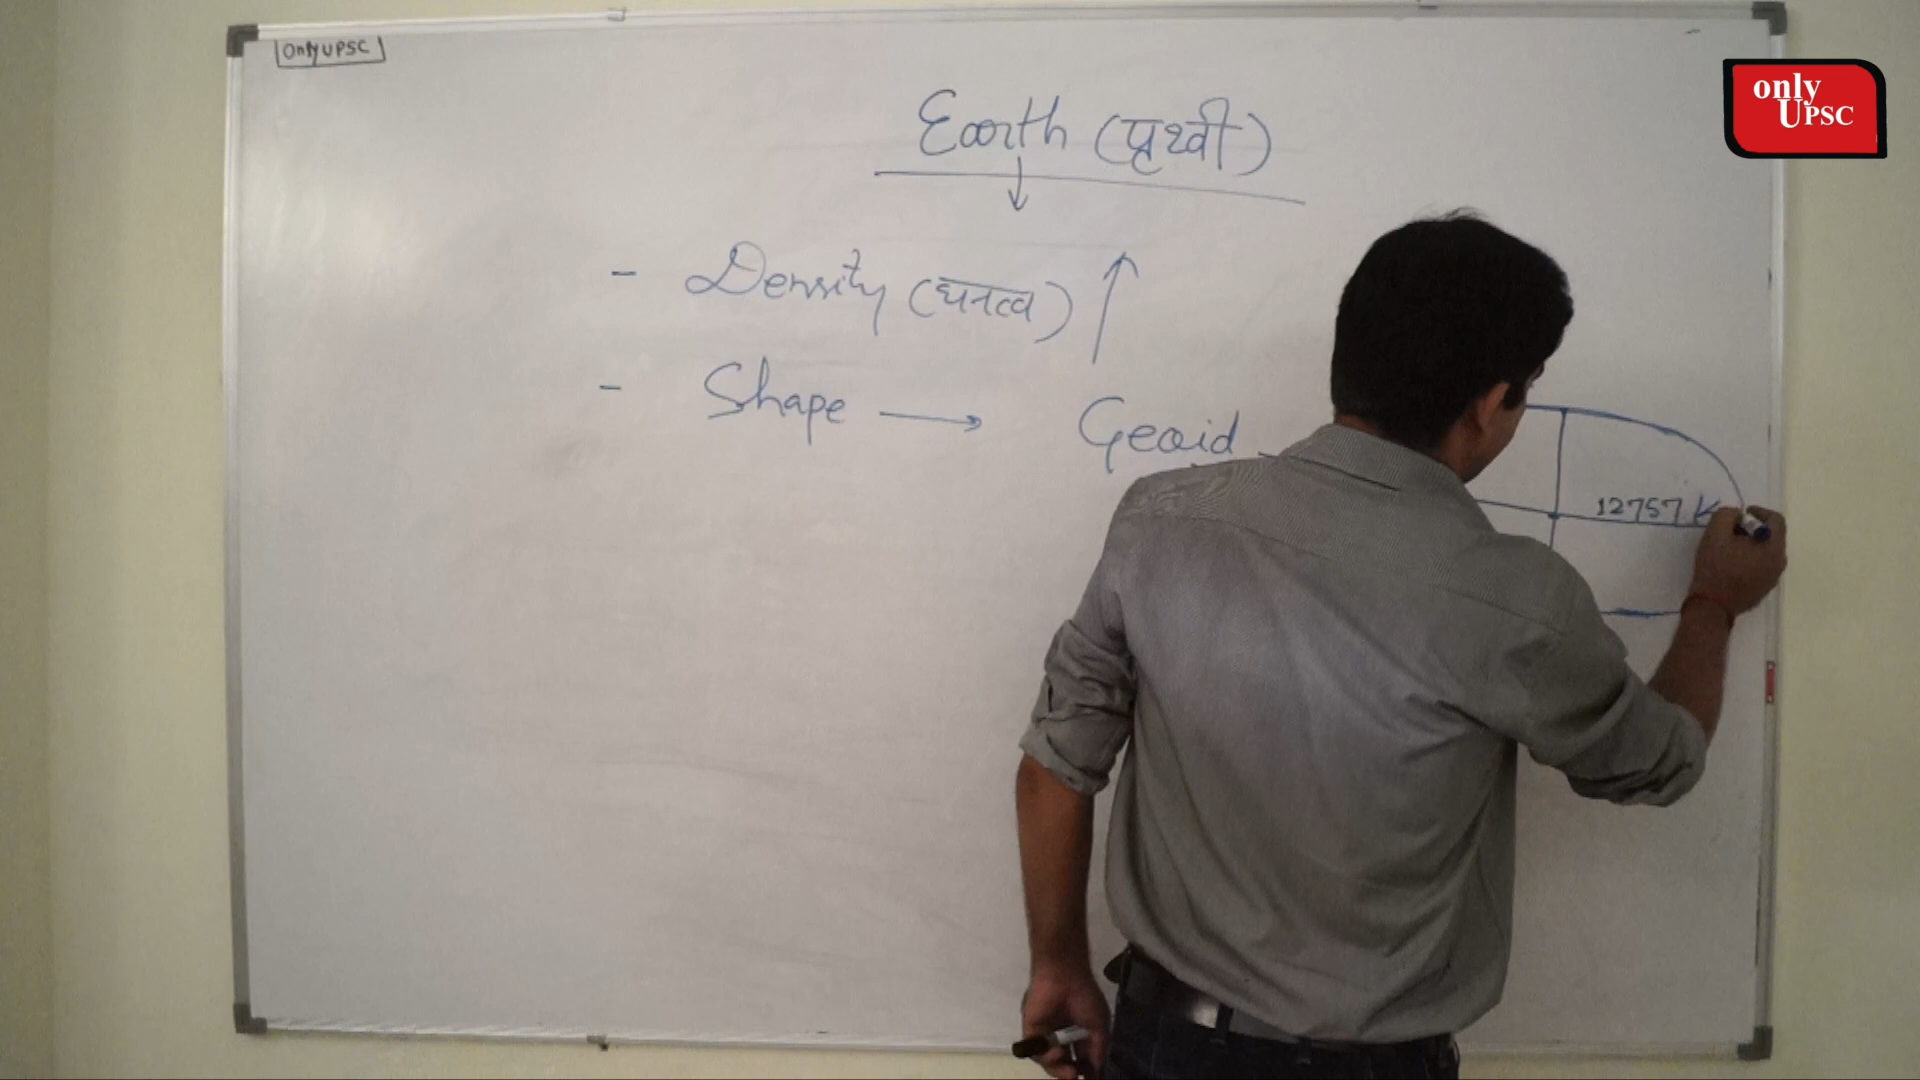 OnlyUPSC
only
UPSC
Earth (पृथ्वी)
- Density (घनत्व) ↑
- Shape → Geoid
12757 K